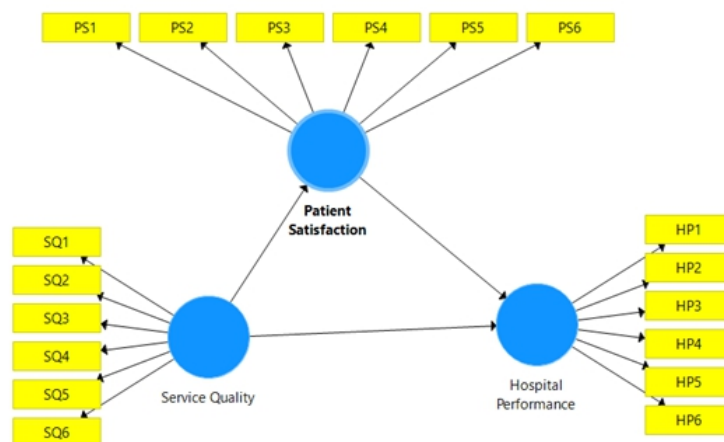 PS1
PS2
PS3
PS4
PS5
PS6
Patient
Satisfaction
SQ1
SQ2
SQ3
SQ4
SQ5
SQ6
Service Quality
HP1
HP2
HP3
HP4
HP5
HP6
Hospital
Performance